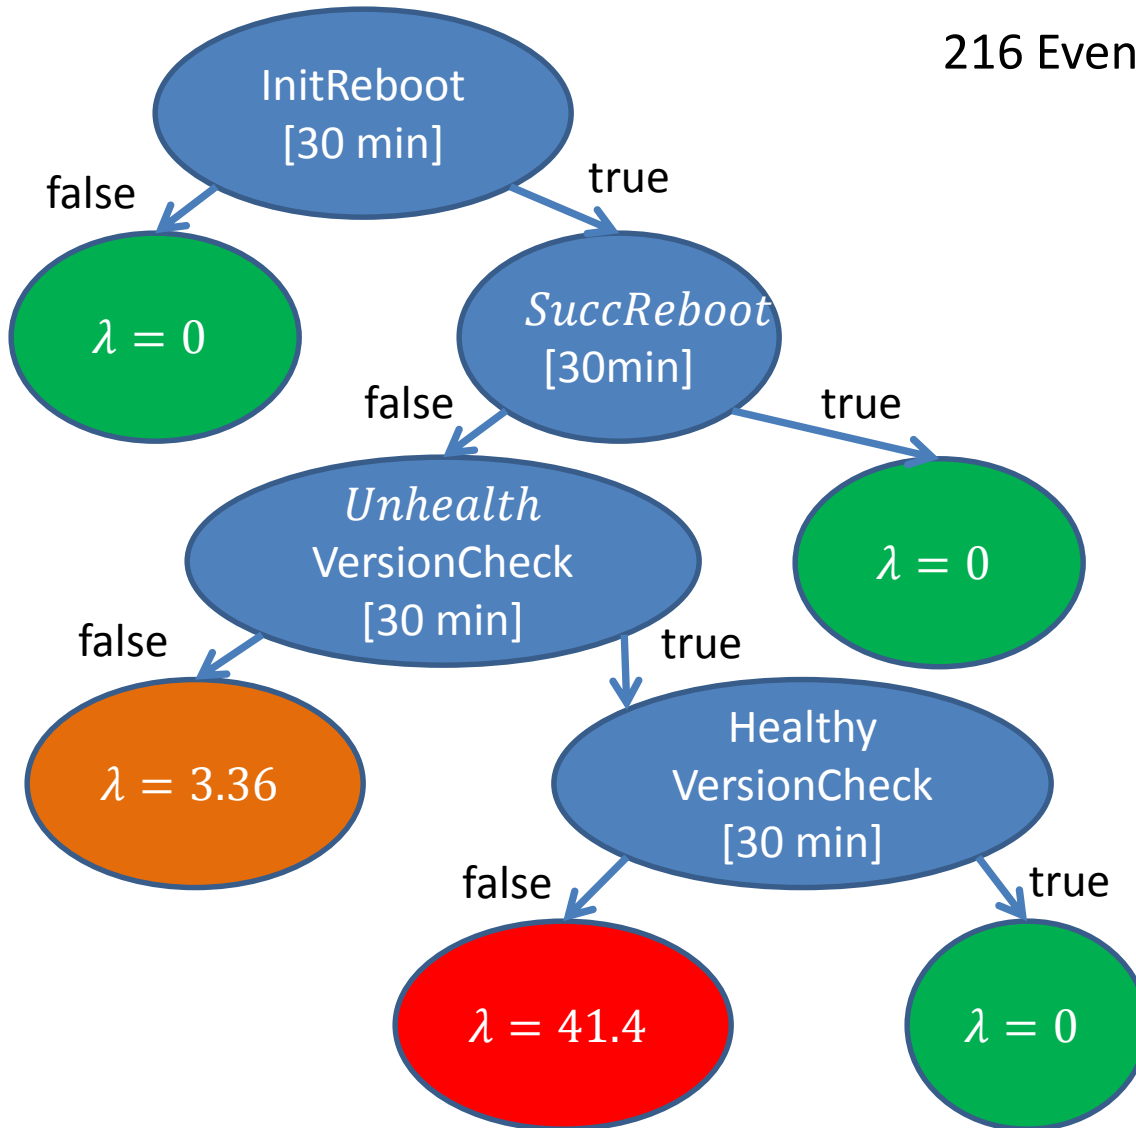 216 Even
InitReboot
[30 min]
false
true
λ = 0
SuccReboot
[30min]
false
true
Unhealth
VersionCheck
[30 min]
λ = 0
false
true
λ = 3.36
Healthy
VersionCheck
[30 min]
false
true
λ = 41.4
λ = 0